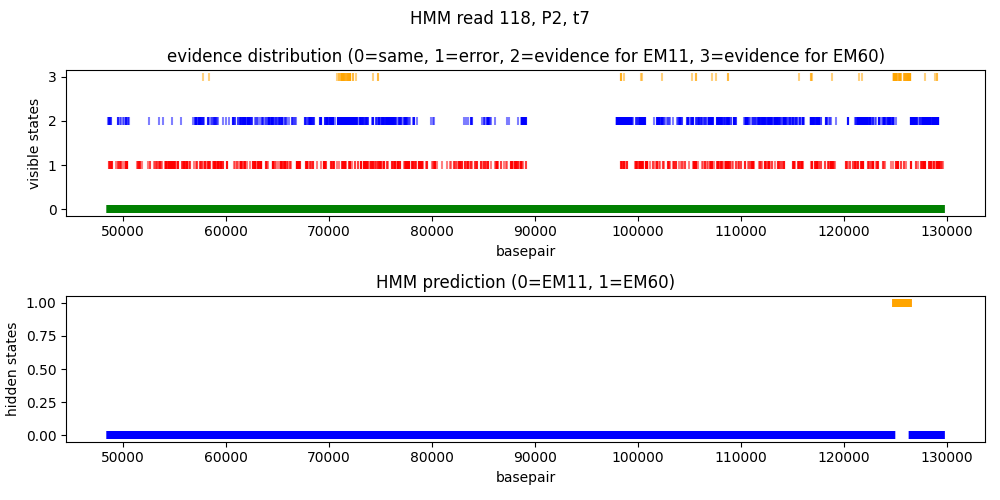 HMM read 118, P2, t7
evidence distribution (0=same, 1=error, 2=evidence for EM11, 3=evidence for EM60)
visible states
3
2
1
0
50000 60000 70000 80000 90000 100000 110000 120000 130000
basepair
HMM prediction (0=EM11, 1=EM60)
hidden states
1.00
0.75
0.50
0.25
0.00
50000 60000 70000 80000 90000 100000 110000 120000 130000
basepair